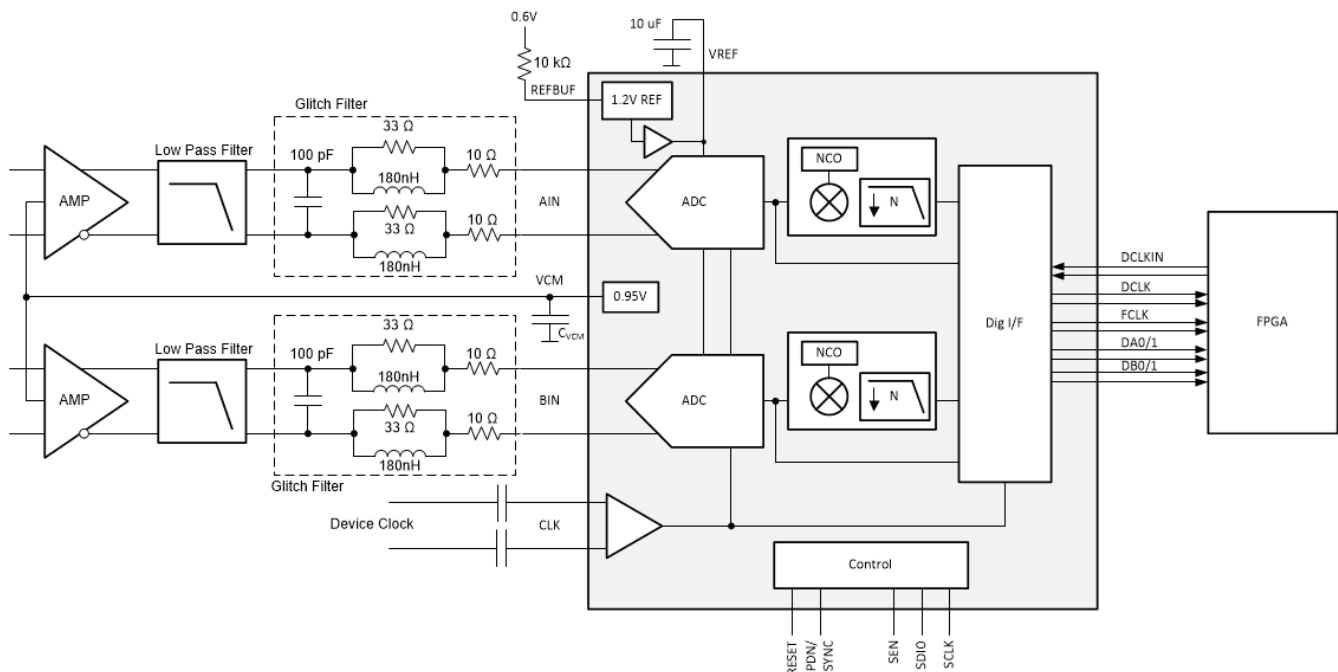 0.6V
10 uF
VREF
10 kΩ
REFBUF
1.2V REF
Glitch Filter
33 Ω
Low Pass Filter
100 pF
10 Ω
180nH
AMP
AIN
ADC
NCO
N
10 Ω
33 Ω
180nH
Dig I/F
FPGA
DCLKIN
DCLK
FCLK
DA0/1
DB0/1
VCM
0.95V
CVCM
33 Ω
Low Pass Filter
100 pF
10 Ω
180nH
AMP
BIN
ADC
NCO
N
10 Ω
33 Ω
180nH
Glitch Filter
Device Clock
CLK
Control
RESET
PDN/
SYNC
SEN
SDIO
SCLK